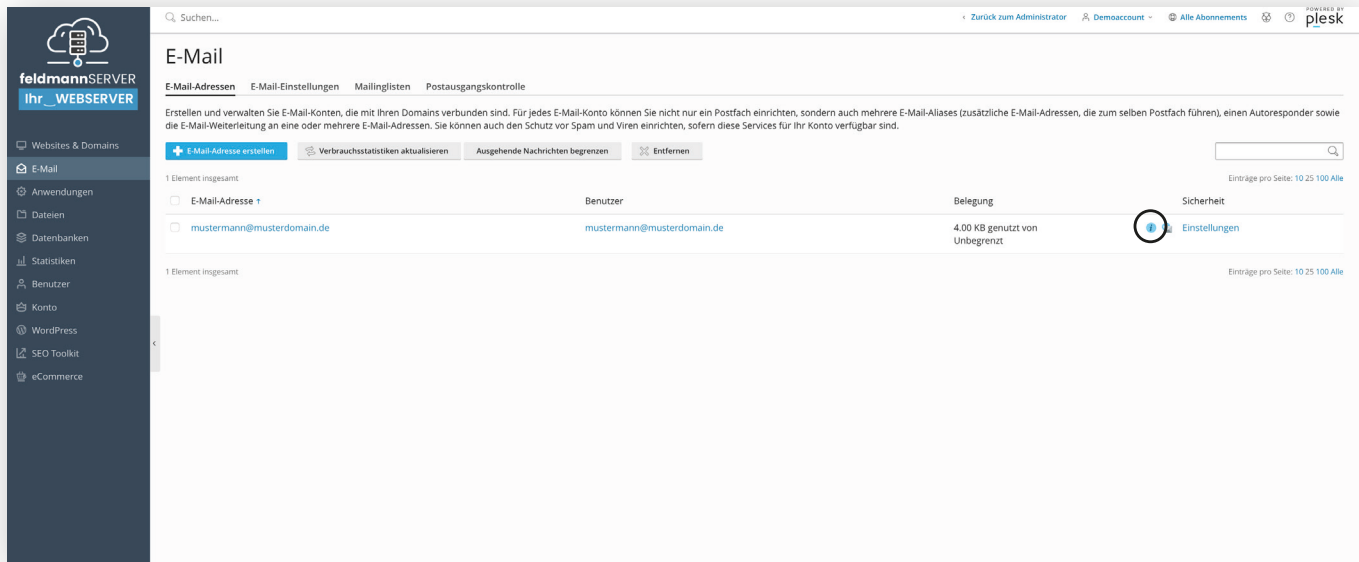 Suchen...
‹ Zurück zum Administrator
Demoaccount
Alle Abonnements
POWERED BY
plesk
feldmannSERVER
Ihr_WEBSERVER
Websites & Domains
E-Mail
Anwendungen
Dateien
Datenbanken
Statistiken
Benutzer
Konto
WordPress
SEO Toolkit
eCommerce
E-Mail
E-Mail-Adressen E-Mail-Einstellungen Mailinglisten Postausgangskontrolle
Erstellen und verwalten Sie E-Mail-Konten, die mit Ihren Domains verbunden sind. Für jedes E-Mail-Konto können Sie nicht nur ein Postfach einrichten, sondern auch mehrere E-Mail-Aliases (zusätzliche E-Mail-Adressen, die zum selben Postfach führen), einen Autoresponder sowie
die E-Mail-Weiterleitung an eine oder mehrere E-Mail-Adressen. Sie können auch den Schutz vor Spam und Viren einrichten, sofern diese Services für Ihr Konto verfügbar sind.
E-Mail-Adresse erstellen Verbrauchsstatistiken aktualisieren Ausgehende Nachrichten begrenzen Entfernen
1 Element insgesamt Einträge pro Seite: 10 25 100 Alle
E-Mail-Adresse ↑ Benutzer Belegung Sicherheit
mustermann@musterdomain.de mustermann@musterdomain.de 4.00 KB genutzt von i Einstellungen
Unbegrenzt
1 Element insgesamt Einträge pro Seite: 10 25 100 Alle